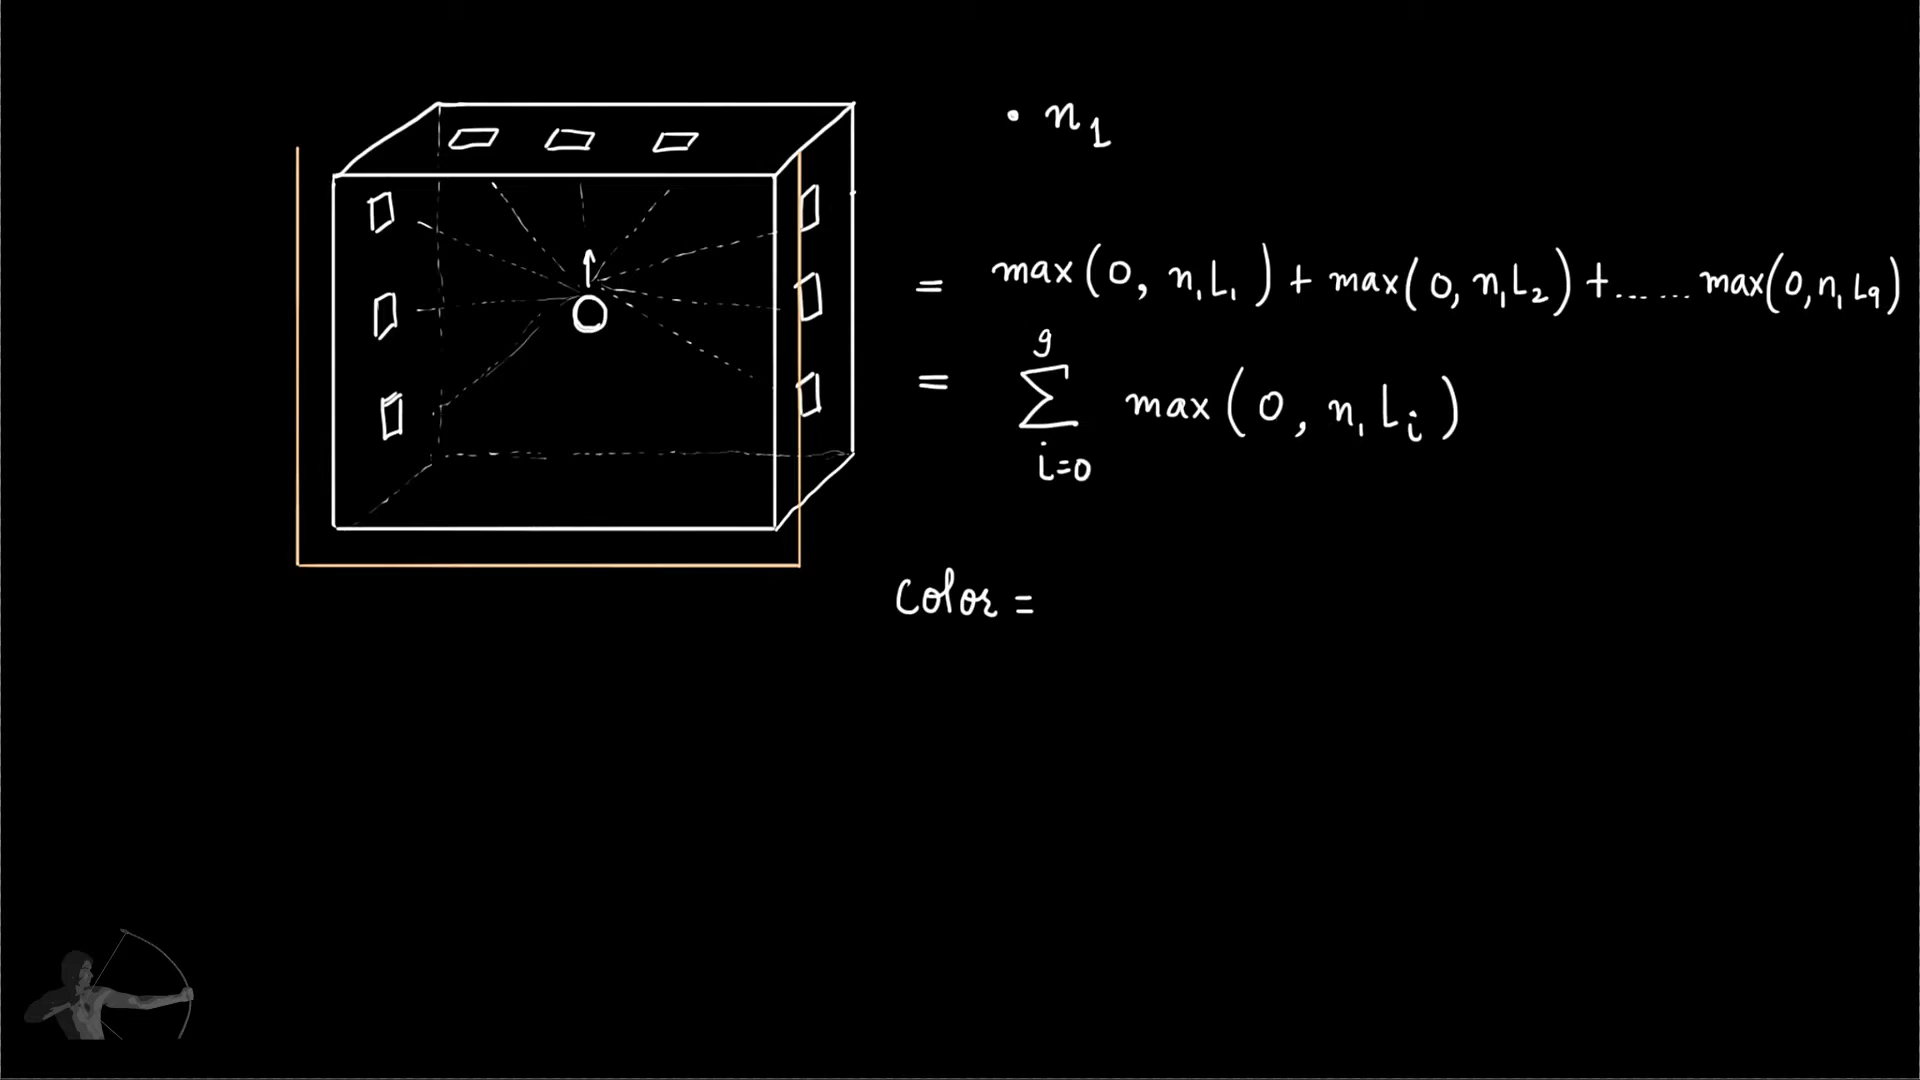 • n₁
= max(0, n₁L₁) + max(0, n₁L₂) + ........ max(0, n₁L₉)
9
= Σ max(0, n₁Lᵢ)
i=0
Color =